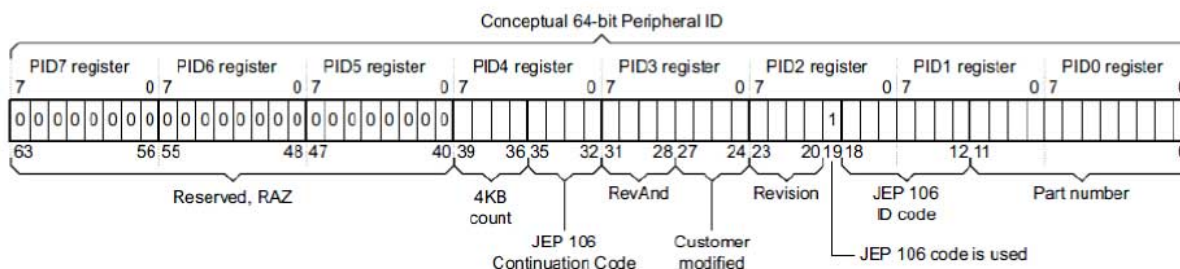 Conceptual 64-bit Peripheral ID
PID7 register PID6 register PID5 register PID4 register PID3 register PID2 register PID1 register PID0 register
7 0 7 0 7 0 7 0 7 0 7 0 7 0 7
0 0 0 0 0 0 0 0 0 0 0 0 0 0 0 0 0 0 0 0 0 0 0 0 1
63 56 55 48 47 40 39 36 35 32 31 28 27 24 23 20 19 18 12 11
Reserved, RAZ 4KB count RevAnd Revision JEP 106 ID code Part number
JEP 106 Continuation Code Customer modified JEP 106 code is used